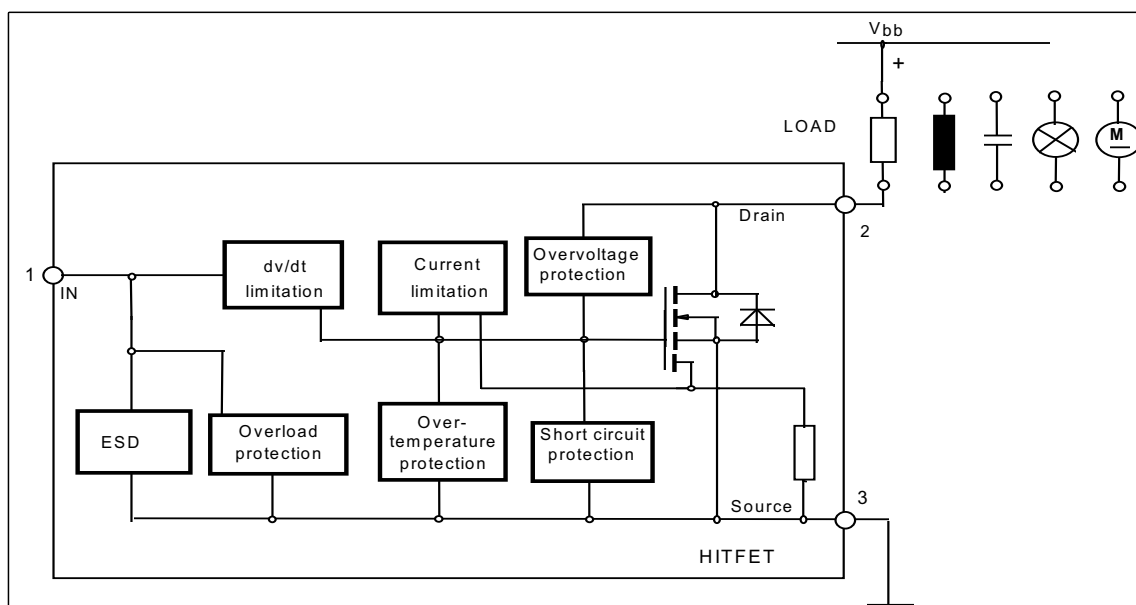 Vbb
+
LOAD
M
Drain
2
1
IN
dv/dt
limitation
Current
limitation
Overvoltage
protection
ESD
Overload
protection
Over-
temperature
protection
Short circuit
protection
Source
3
HITFET